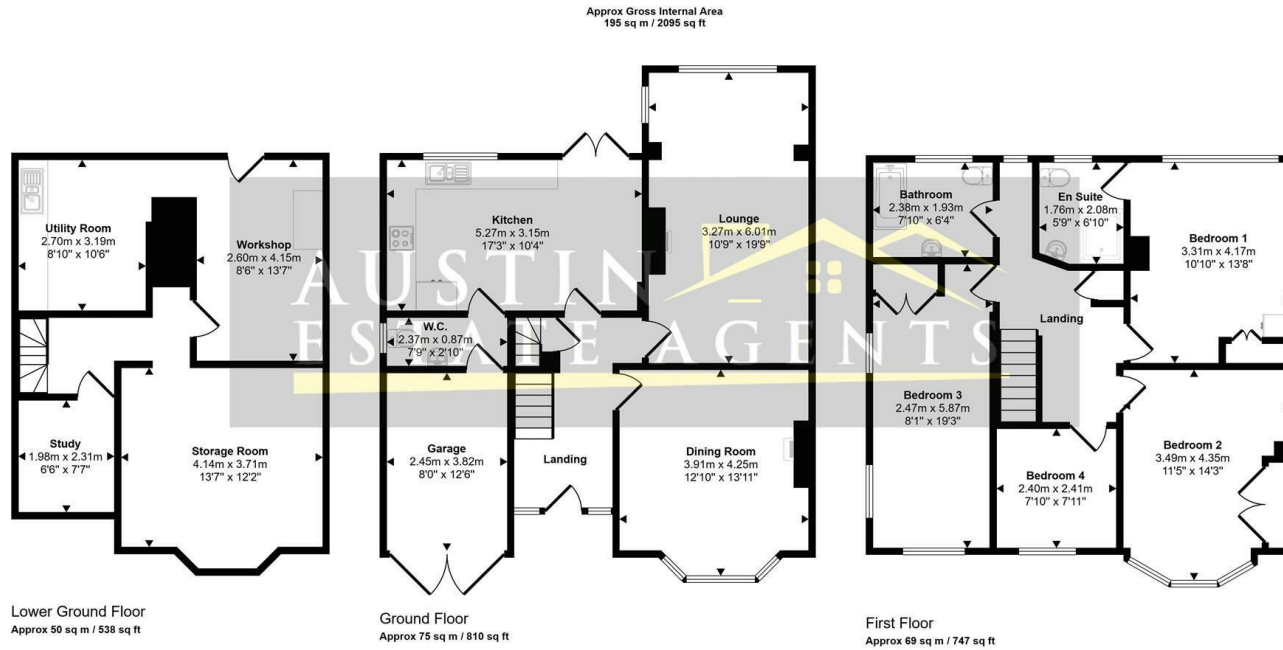 Approx Gross Internal Area
195 sq m / 2095 sq ft
Utility Room
2.70m x 3.19m
8'10" x 10'6"
Workshop
2.60m x 4.15m
8'6" x 13'7"
Study
1.98m x 2.31m
6'6" x 7'7"
Storage Room
4.14m x 3.71m
13'7" x 12'2"
Lower Ground Floor
Approx 50 sq m / 538 sq ft
Kitchen
5.27m x 3.15m
17'3" x 10'4"
Lounge
3.27m x 6.01m
10'9" x 19'9"
W.C.
2.37m x 0.87m
7'9" x 2'10"
Garage
2.45m x 3.82m
8'0" x 12'6"
Landing
Dining Room
3.91m x 4.25m
12'10" x 13'11"
Ground Floor
Approx 75 sq m / 810 sq ft
Bathroom
2.38m x 1.93m
7'10" x 6'4"
En Suite
1.76m x 2.08m
5'9" x 6'10"
Bedroom 1
3.31m x 4.17m
10'10" x 13'8"
Landing
Bedroom 3
2.47m x 5.87m
8'1" x 19'3"
Bedroom 4
2.40m x 2.41m
7'10" x 7'11"
Bedroom 2
3.49m x 4.35m
11'5" x 14'3"
First Floor
Approx 69 sq m / 747 sq ft
AUSTIN
ESTATE AGENTS